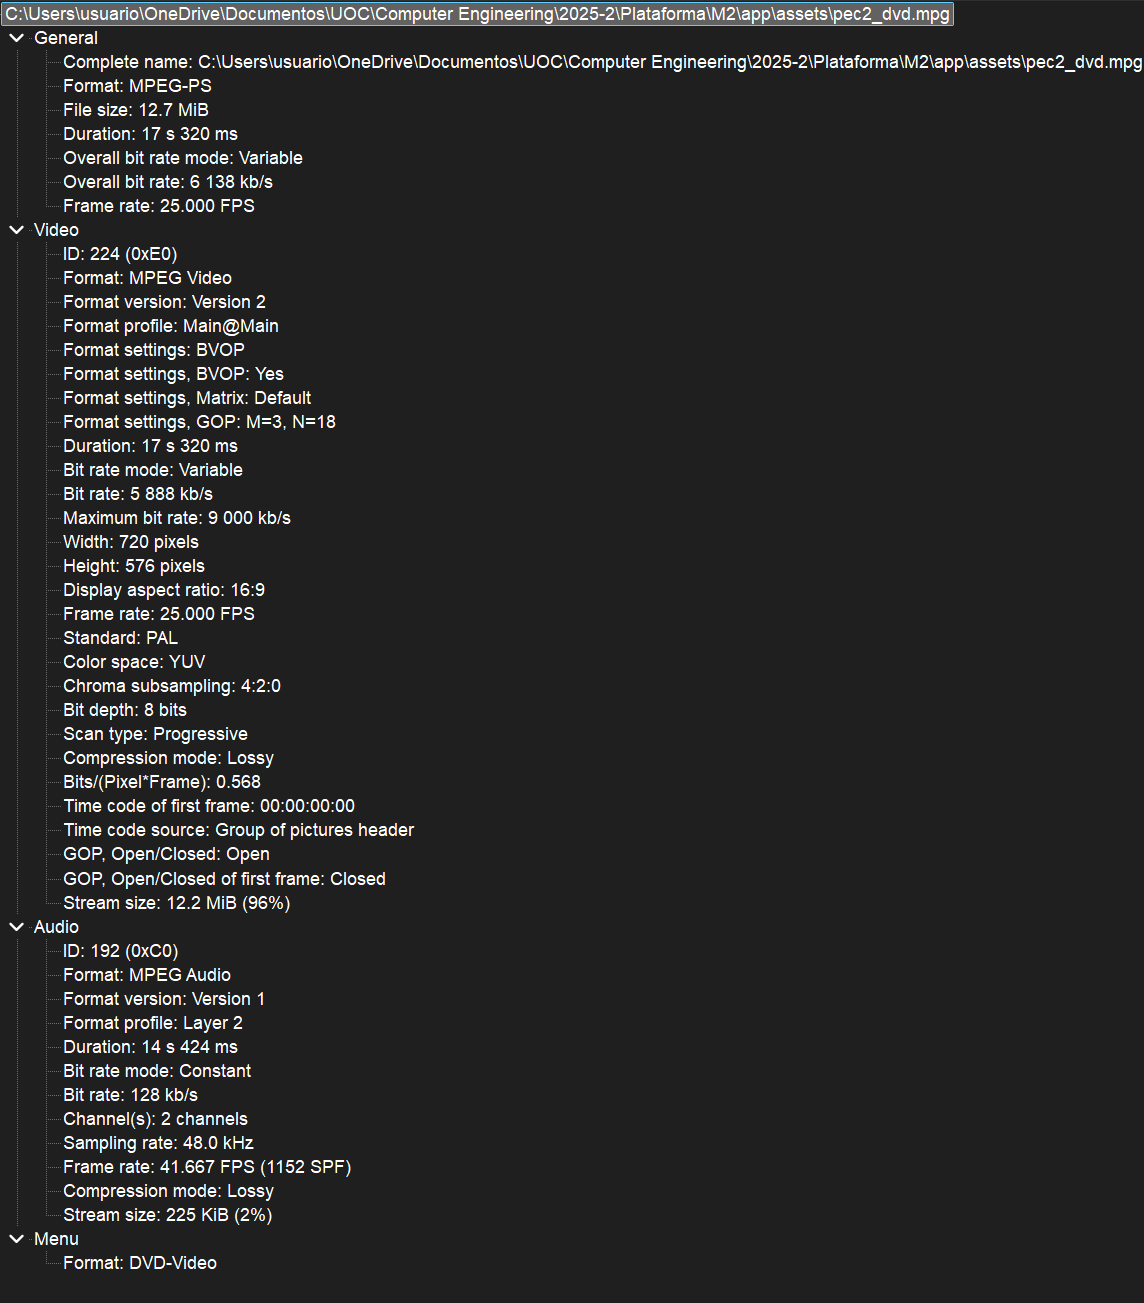 C:\Users\usuario\OneDrive\Documentos\UOC\Computer Engineering\2025-2\Plataforma\M2\app\assets\pec2_dvd.mpg
General
Complete name: C:\Users\usuario\OneDrive\Documentos\UOC\Computer Engineering\2025-2\Plataforma\M2\app\assets\pec2_dvd.mpg
Format: MPEG-PS
File size: 12.7 MiB
Duration: 17 s 320 ms
Overall bit rate mode: Variable
Overall bit rate: 6 138 kb/s
Frame rate: 25.000 FPS
Video
ID: 224 (0xE0)
Format: MPEG Video
Format version: Version 2
Format profile: Main@Main
Format settings: BVOP
Format settings, BVOP: Yes
Format settings, Matrix: Default
Format settings, GOP: M=3, N=18
Duration: 17 s 320 ms
Bit rate mode: Variable
Bit rate: 5 888 kb/s
Maximum bit rate: 9 000 kb/s
Width: 720 pixels
Height: 576 pixels
Display aspect ratio: 16:9
Frame rate: 25.000 FPS
Standard: PAL
Color space: YUV
Chroma subsampling: 4:2:0
Bit depth: 8 bits
Scan type: Progressive
Compression mode: Lossy
Bits/(Pixel*Frame): 0.568
Time code of first frame: 00:00:00:00
Time code source: Group of pictures header
GOP, Open/Closed: Open
GOP, Open/Closed of first frame: Closed
Stream size: 12.2 MiB (96%)
Audio
ID: 192 (0xC0)
Format: MPEG Audio
Format version: Version 1
Format profile: Layer 2
Duration: 14 s 424 ms
Bit rate mode: Constant
Bit rate: 128 kb/s
Channel(s): 2 channels
Sampling rate: 48.0 kHz
Frame rate: 41.667 FPS (1152 SPF)
Compression mode: Lossy
Stream size: 225 KiB (2%)
Menu
Format: DVD-Video